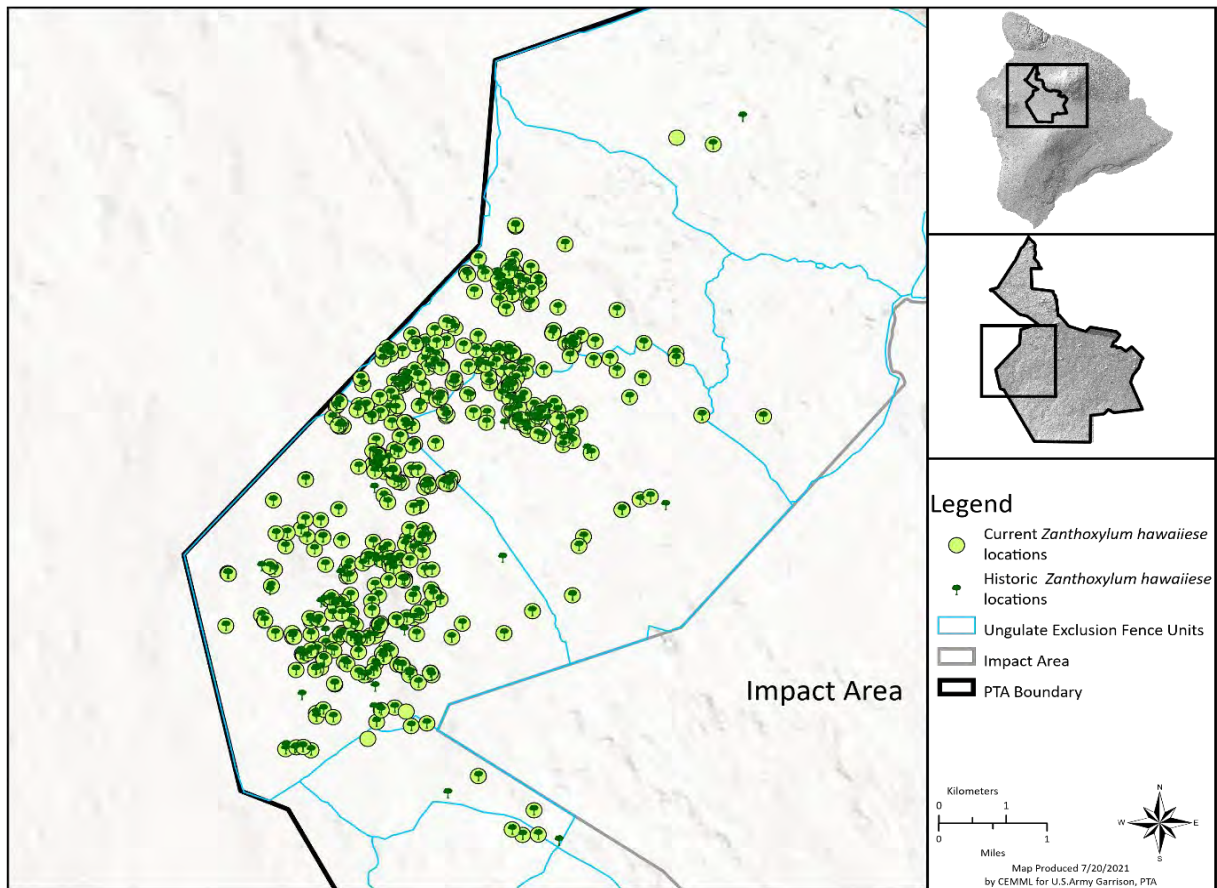 Impact Area
Legend
Current Zanthoxylum hawaiiese
locations
Historic Zanthoxylum hawaiiese
locations
Ungulate Exclusion Fence Units
Impact Area
PTA Boundary
Kilometers
0 1
0 1
Miles
N
W E
S
Map Produced 7/20/2021
by CEMML for U.S.Army Garrison, PTA